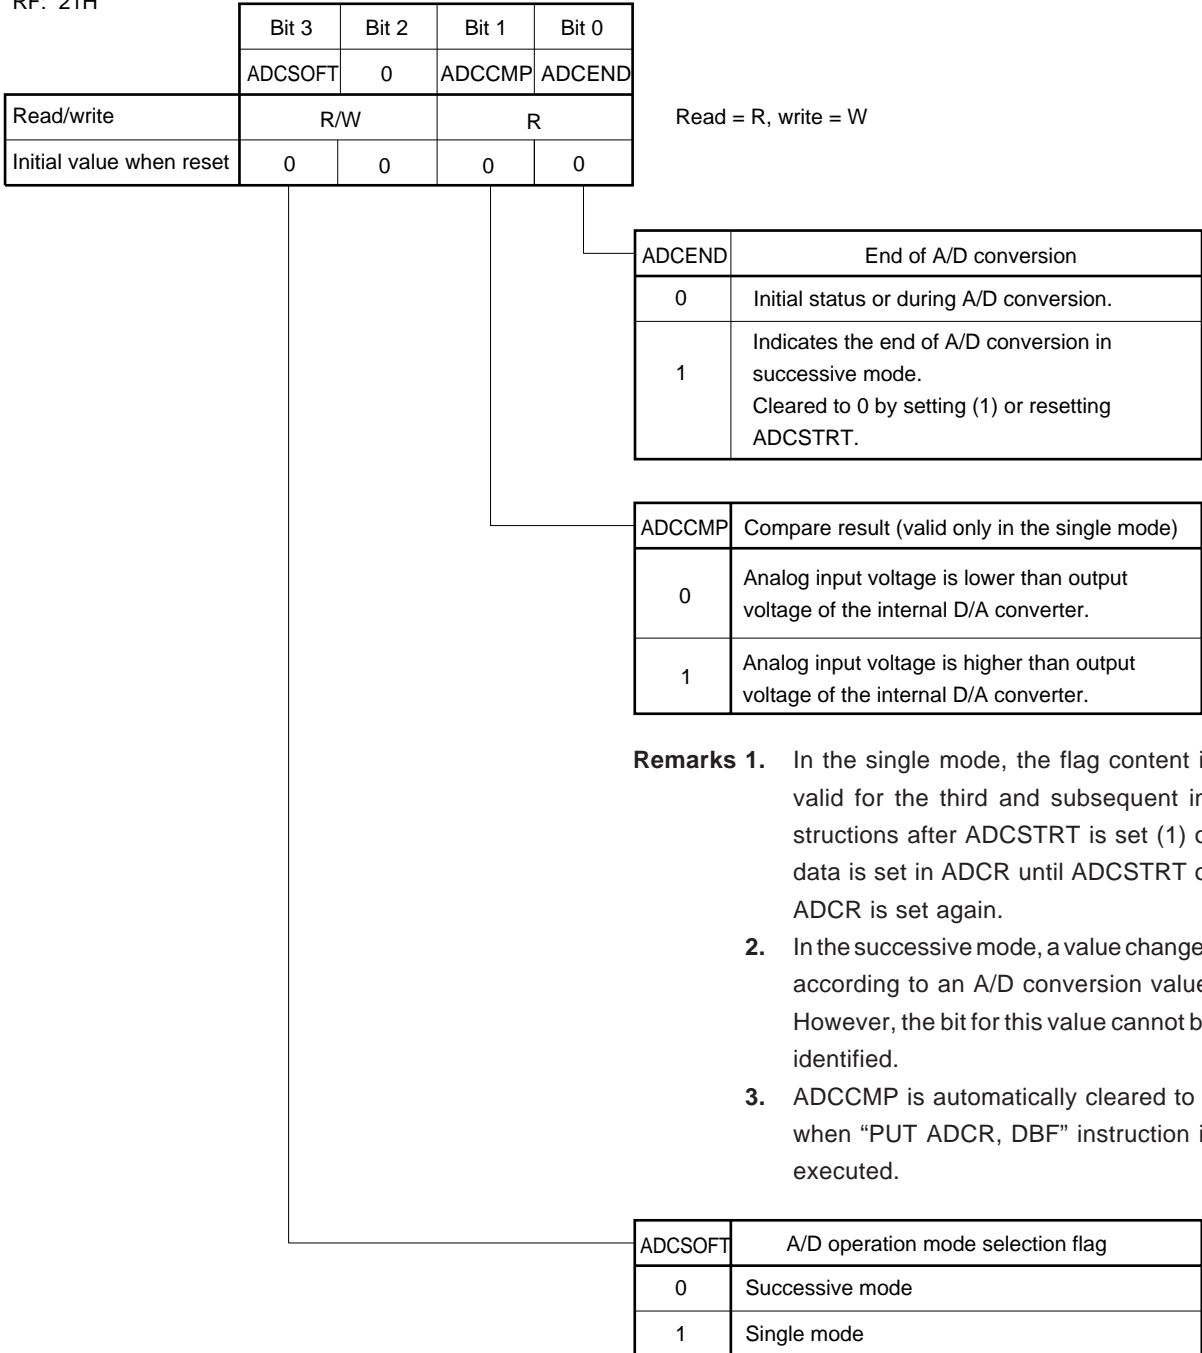 RF: 21H
Bit 3 Bit 2 Bit 1 Bit 0
ADCSOFT 0 ADCCMP ADCEND
Read/write R/W R
Read = R, write = W
Initial value when reset 0 0 0 0
ADCEND End of A/D conversion
0 Initial status or during A/D conversion.
1 Indicates the end of A/D conversion in
successive mode.
Cleared to 0 by setting (1) or resetting
ADCSTRT.
ADCCMP Compare result (valid only in the single mode)
0 Analog input voltage is lower than output
voltage of the internal D/A converter.
1 Analog input voltage is higher than output
voltage of the internal D/A converter.
Remarks 1. In the single mode, the flag content
valid for the third and subsequent in
structions after ADCSTRT is set (1)
data is set in ADCR until ADCSTRT
ADCR is set again.
2. In the successive mode, a value change
according to an A/D conversion value
However, the bit for this value cannot b
identified.
3. ADCCMP is automatically cleared to
when “PUT ADCR, DBF” instruction i
executed.
ADCSOFT A/D operation mode selection flag
0 Successive mode
1 Single mode